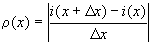 ρ(x) = | (i(x + Δx) − i(x)) / Δx |